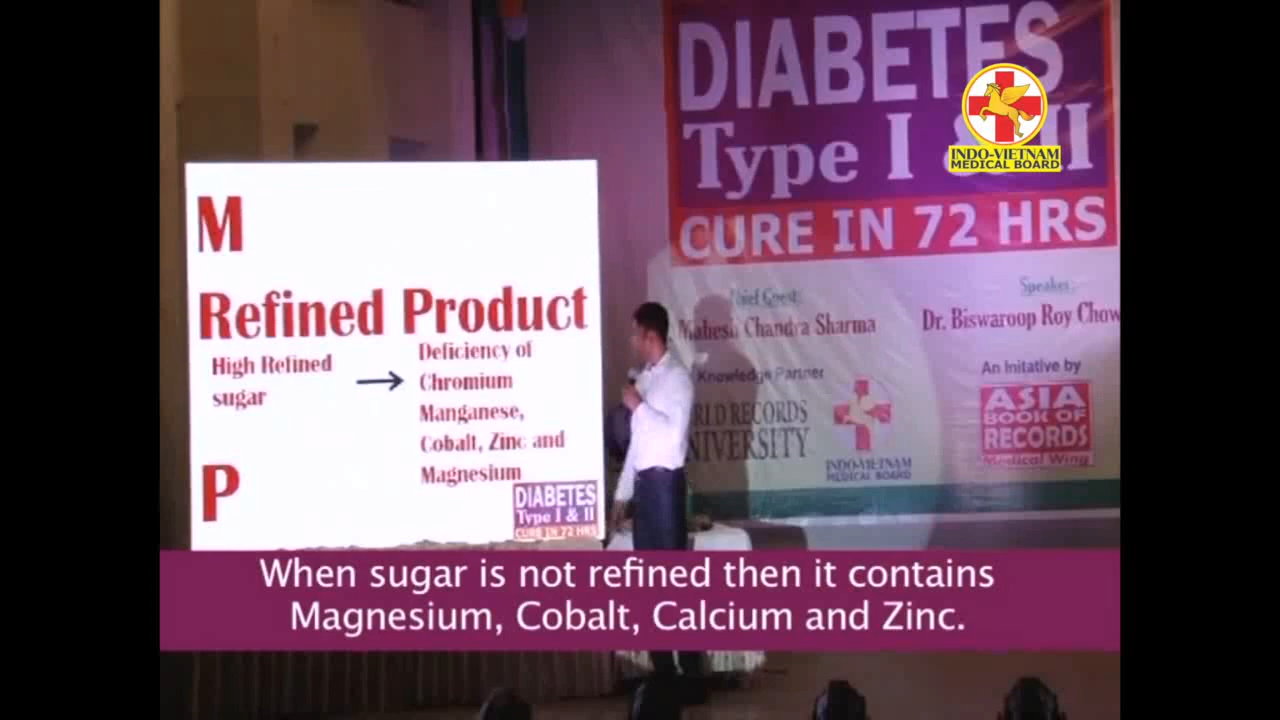 DIABETES
Type I & II
CURE IN 72 HRS
INDO-VIETNAM
MEDICAL BOARD
M
Refined Product
High Refined
sugar
Deficiency of
Chromium
Manganese,
Cobalt, Zinc and
Magnesium
P
DIABETES
Type I & II
CURE IN 72 HRS
Chief Guest:
Mahesh Chandra Sharma
Speaker:
Dr. Biswaroop Roy Chow
Knowledge Partner
RLD RECORDS
NIVERSITY
INDO-VIETNAM
MEDICAL BOARD
An Initative by
ASIA
BOOK OF
RECORDS
Medical Wing
When sugar is not refined then it contains
Magnesium, Cobalt, Calcium and Zinc.